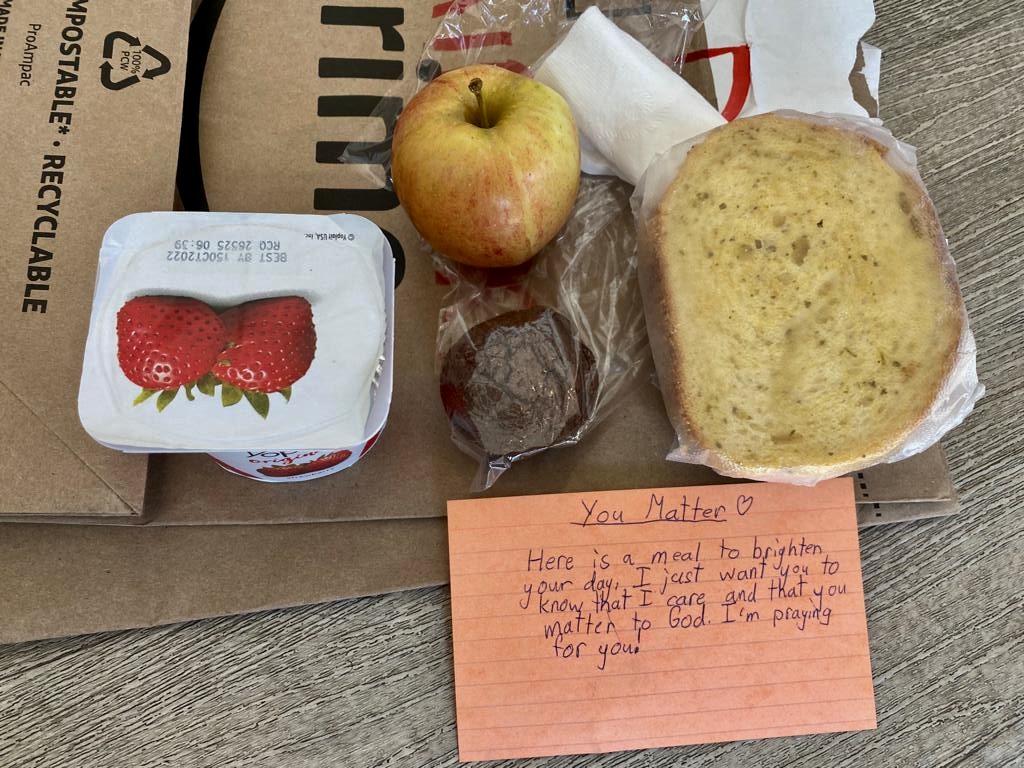 MPOSTABLE* • RECYCLABLE
ProAmpac
100%
PCW
© Yoplait USA, Inc.
BEST BY 15OCT2022
RCQ 26525 06:39
You Matter ♡
Here is a meal to brighten
your day. I just want you to
know that I care and that you
matter to God. I'm praying
for you!